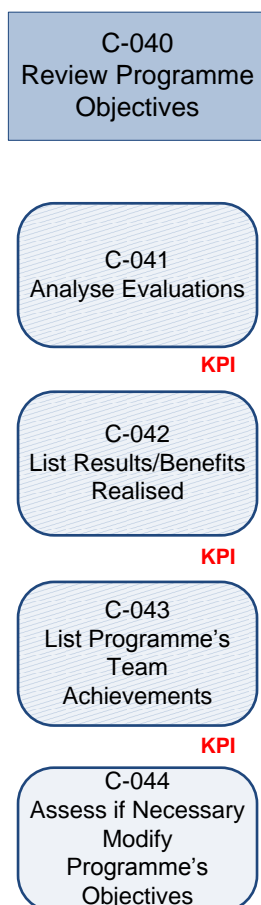 C-040
Review Programme
Objectives
C-041
Analyse Evaluations
KPI
C-042
List Results/Benefits
Realised
KPI
C-043
List Programme’s
Team
Achievements
KPI
C-044
Assess if Necessary
Modify
Programme’s
Objectives